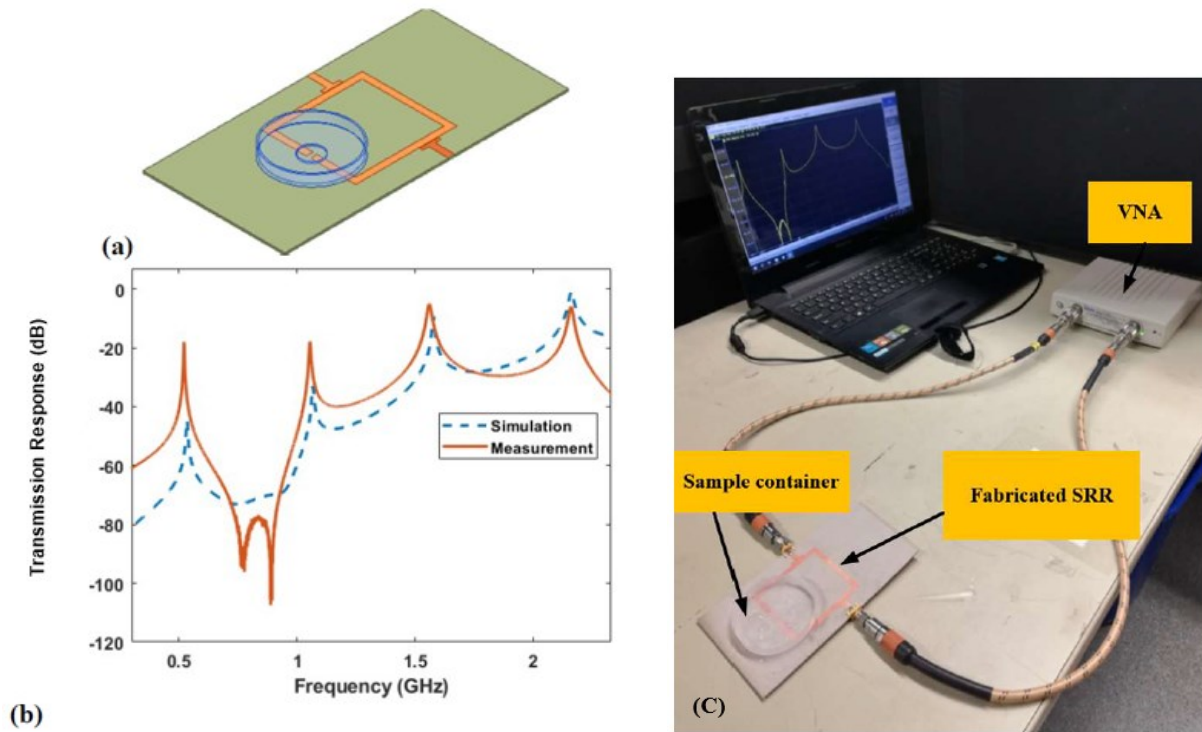 (a)
0
-20
-40
-60
-80
-100
-120
Transmission Response (dB)
Simulation
Measurement
0.5
1
1.5
2
Frequency (GHz)
(b)
VNA
Sample container
Fabricated SRR
(C)